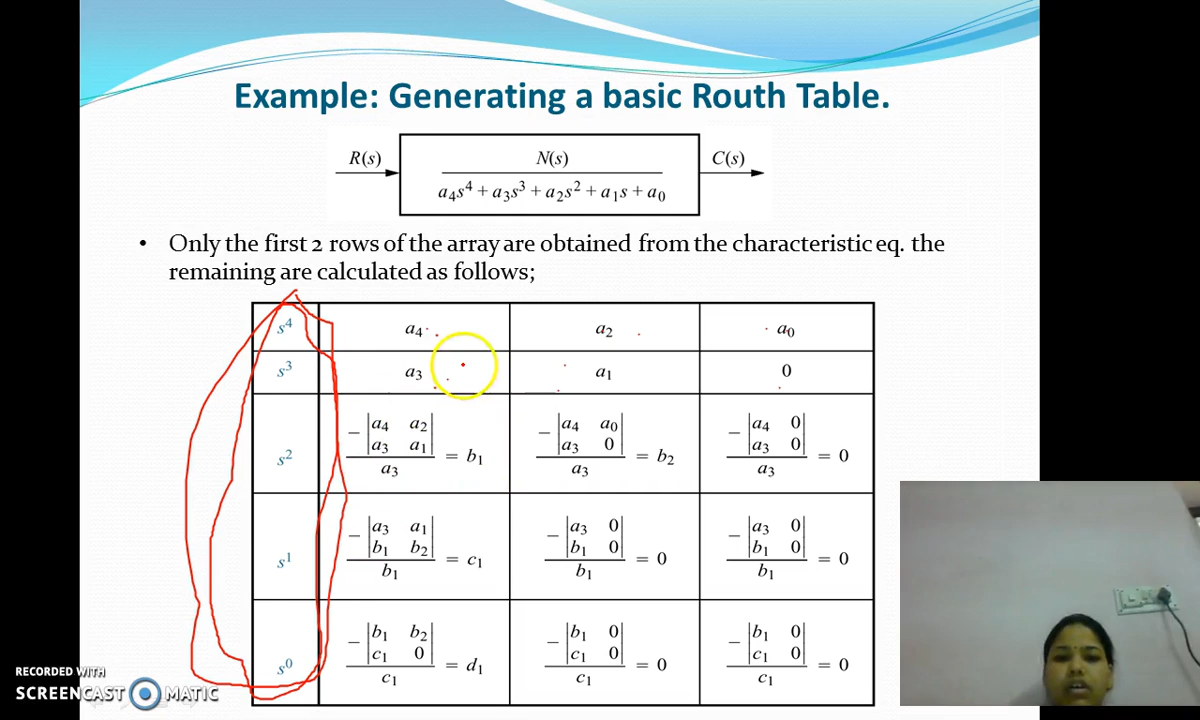 Example: Generating a basic Routh Table.
R(s) N(s) C(s)
a₄s⁴ + a₃s³ + a₂s² + a₁s + a₀
• Only the first 2 rows of the array are obtained from the characteristic eq. the
remaining are calculated as follows;
s⁴ a₄ a₂ a₀
s³ a₃ a₁ 0
s² −|a₄ a₂| −|a₄ a₀| −|a₄ 0|
|a₃ a₁| |a₃ 0| |a₃ 0|
a₃ = b₁ a₃ = b₂ a₃ = 0
s¹ −|a₃ a₁| −|a₃ 0| −|a₃ 0|
|b₁ b₂| |b₁ 0| |b₁ 0|
b₁ = c₁ b₁ = 0 b₁ = 0
s⁰ −|b₁ b₂| −|b₁ 0| −|b₁ 0|
|c₁ 0| |c₁ 0| |c₁ 0|
c₁ = d₁ c₁ = 0 c₁ = 0
RECORDED WITH
SCREENCAST MATIC